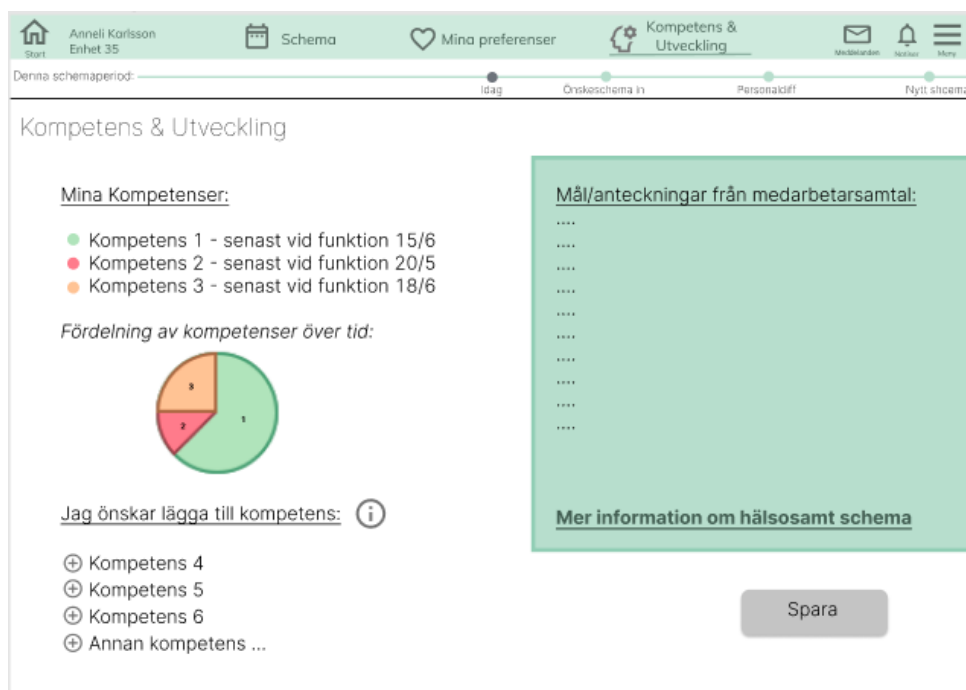 Start
Anneli Karlsson
Enhet 35
Schema
Mina preferenser
Kompetens &
Utveckling
Meddelanden
Notiser
Meny
Denna schemaperiod:
Idag
Önskeschema in
Personaldiff
Nytt shcema
Kompetens & Utveckling
Mina Kompetenser:
Kompetens 1 - senast vid funktion 15/6
Kompetens 2 - senast vid funktion 20/5
Kompetens 3 - senast vid funktion 18/6
Fördelning av kompetenser över tid:
3
2
1
Jag önskar lägga till kompetens:
Kompetens 4
Kompetens 5
Kompetens 6
Annan kompetens ...
Mål/anteckningar från medarbetarsamtal:
....
....
....
....
....
....
....
....
....
....
Mer information om hälsosamt schema
Spara